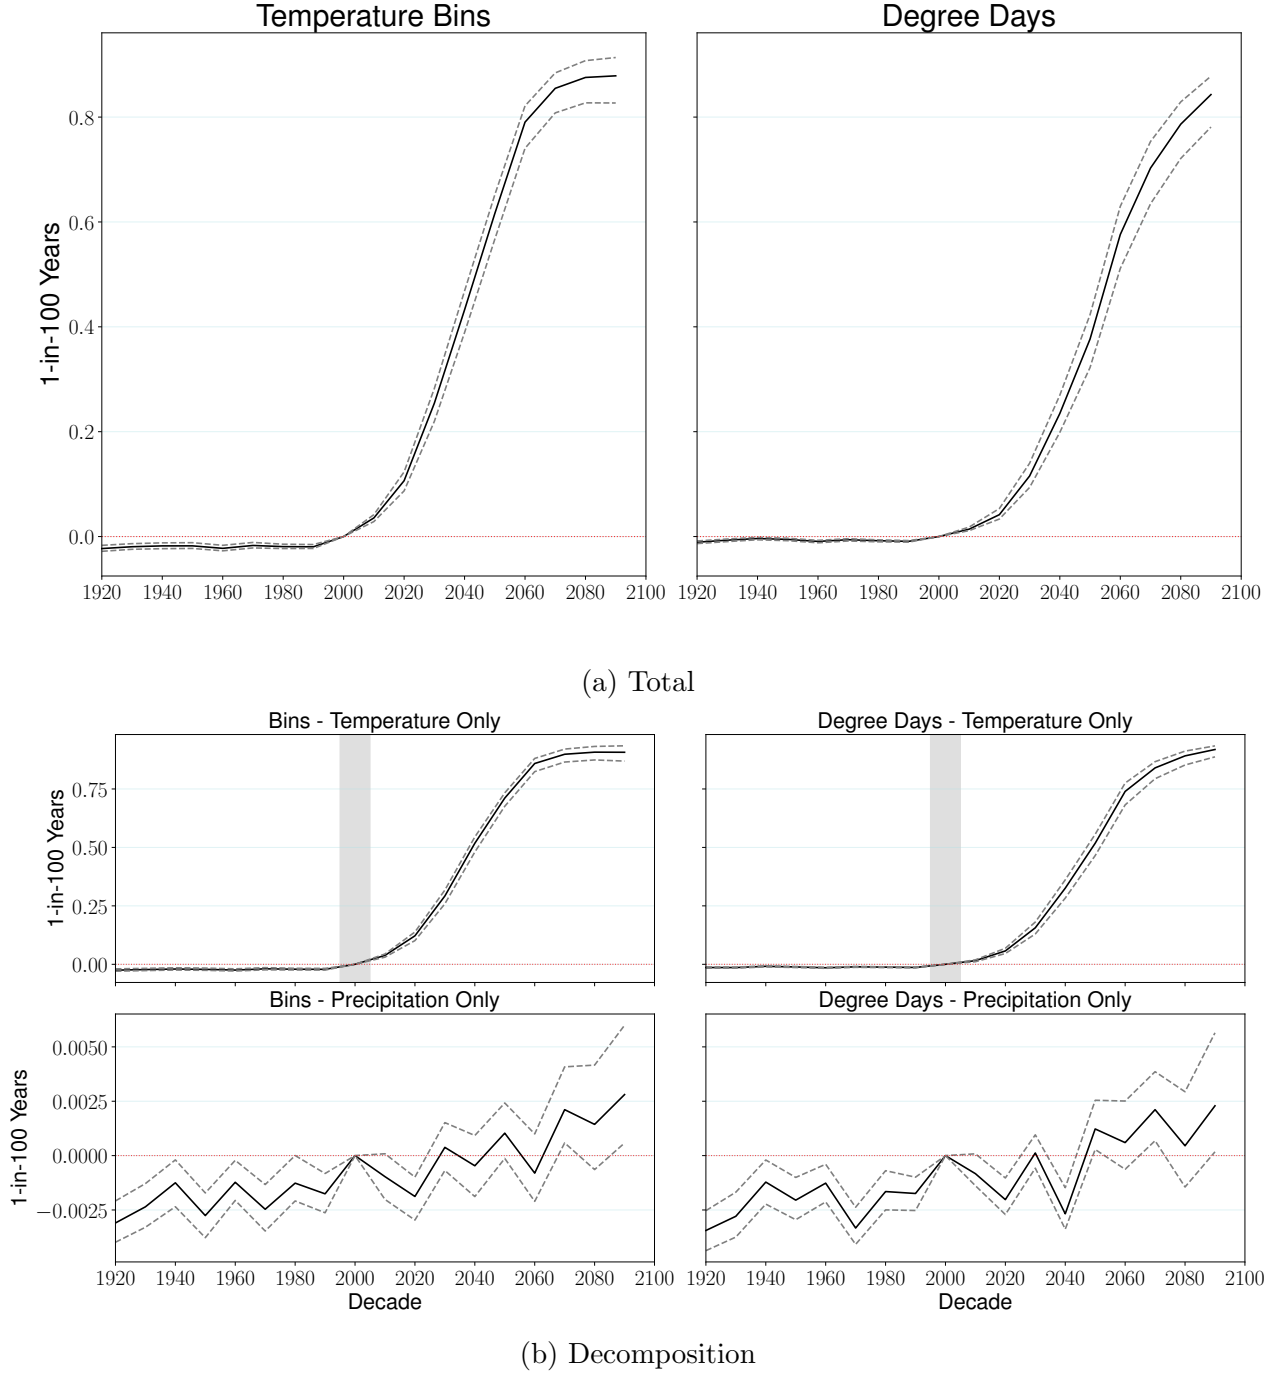 Temperature Bins
Degree Days
1-in-100 Years
0.8
0.6
0.4
0.2
0.0
1920 1940 1960 1980 2000 2020 2040 2060 2080 2100
1920 1940 1960 1980 2000 2020 2040 2060 2080 2100
(a) Total
Bins - Temperature Only
Degree Days - Temperature Only
1-in-100 Years
0.75
0.50
0.25
0.00
Bins - Precipitation Only
Degree Days - Precipitation Only
1-in-100 Years
0.0050
0.0025
0.0000
−0.0025
1920 1940 1960 1980 2000 2020 2040 2060 2080 2100
1920 1940 1960 1980 2000 2020 2040 2060 2080 2100
Decade
Decade
(b) Decomposition